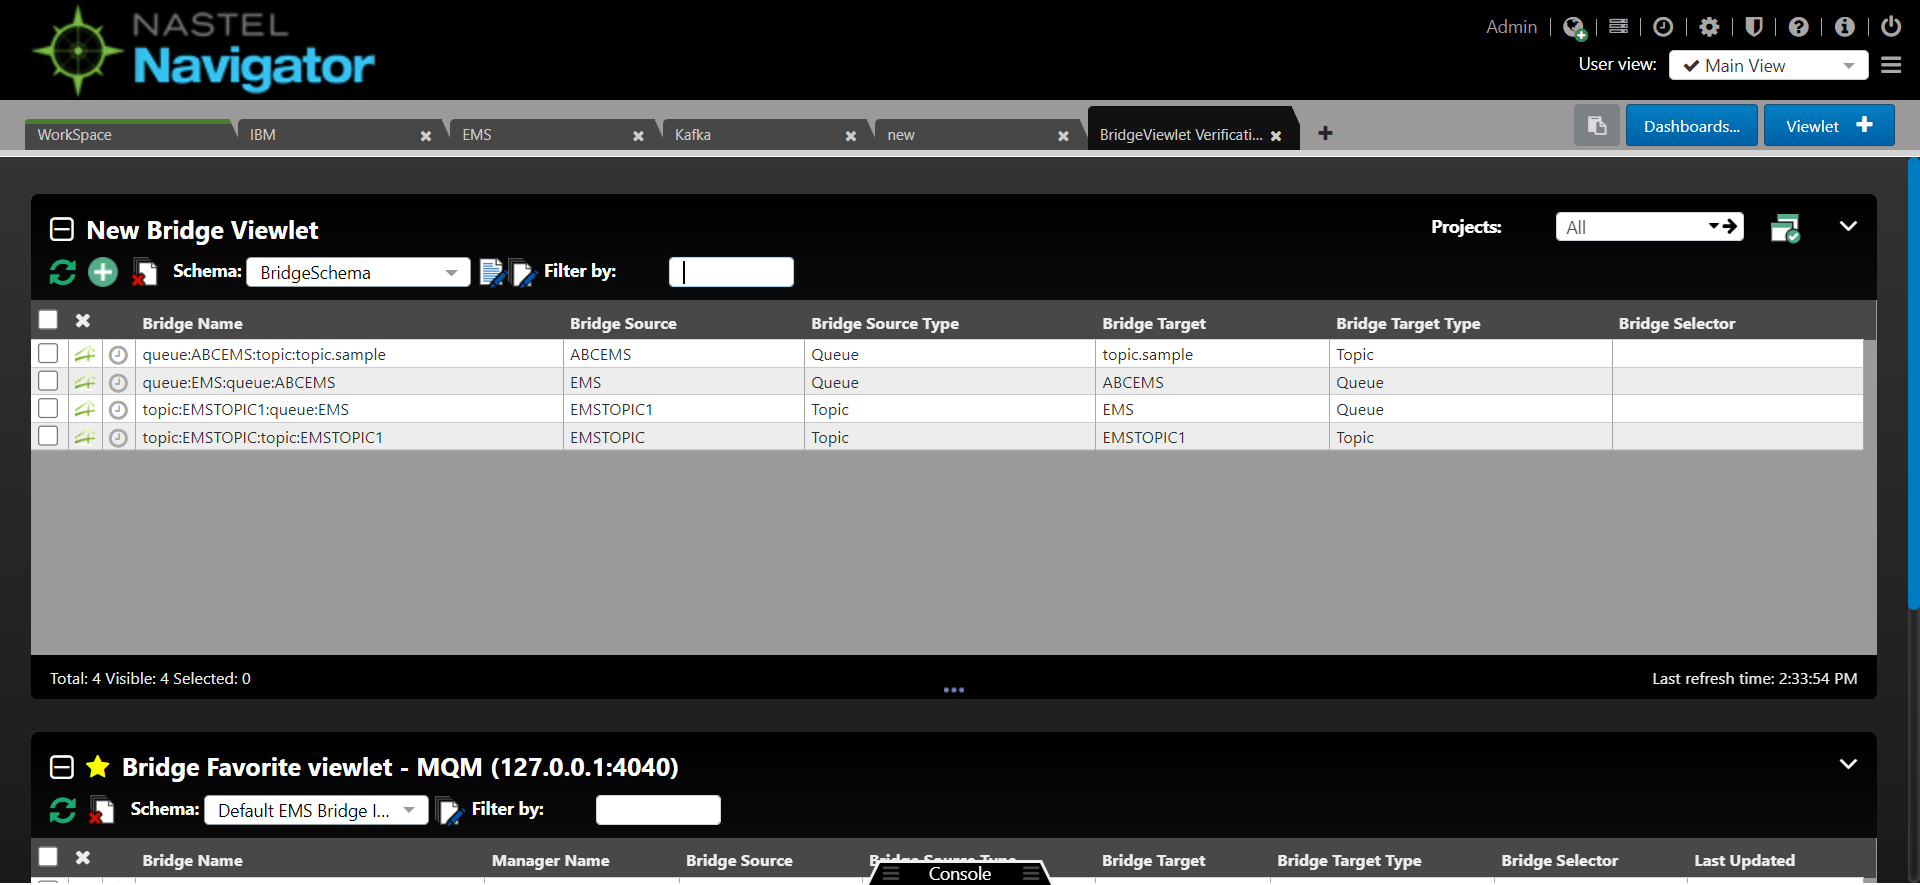 NASTEL
Navigator
Admin
User view: Main View
WorkSpace IBM EMS Kafka new BridgeViewlet Verificati...
Dashboards... Viewlet
New Bridge Viewlet
Projects: All
Schema: BridgeSchema Filter by:
Bridge Name Bridge Source Bridge Source Type Bridge Target Bridge Target Type Bridge Selector
queue:ABCEMS:topic:topic.sample ABCEMS Queue topic.sample Topic
queue:EMS:queue:ABCEMS EMS Queue ABCEMS Queue
topic:EMSTOPIC1:queue:EMS EMSTOPIC1 Topic EMS Queue
topic:EMSTOPIC:topic:EMSTOPIC1 EMSTOPIC Topic EMSTOPIC1 Topic
Total: 4 Visible: 4 Selected: 0
Last refresh time: 2:33:54 PM
Bridge Favorite viewlet - MQM (127.0.0.1:4040)
Schema: Default EMS Bridge I... Filter by:
Bridge Name Manager Name Bridge Source Bridge Source Type Bridge Target Bridge Target Type Bridge Selector Last Updated
Console